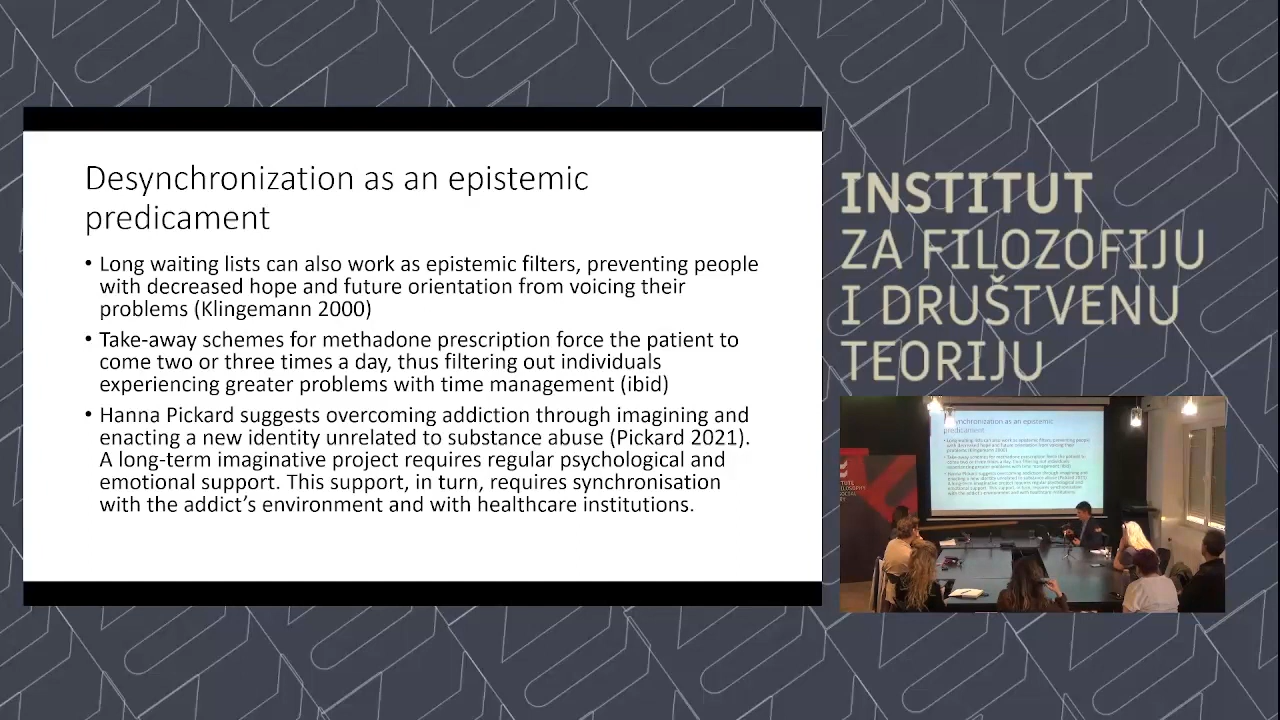 Desynchronization as an epistemic
predicament
• Long waiting lists can also work as epistemic filters, preventing people
with decreased hope and future orientation from voicing their
problems (Klingemann 2000)
• Take-away schemes for methadone prescription force the patient to
come two or three times a day, thus filtering out individuals
experiencing greater problems with time management (ibid)
• Hanna Pickard suggests overcoming addiction through imagining and
enacting a new identity unrelated to substance abuse (Pickard 2021).
A long-term imaginative project requires regular psychological and
emotional support. This support, in turn, requires synchronisation
with the addict's environment and with healthcare institutions.
INSTITUT
ZA FILOZOFIJU
I DRUŠTVENU
TEORIJU